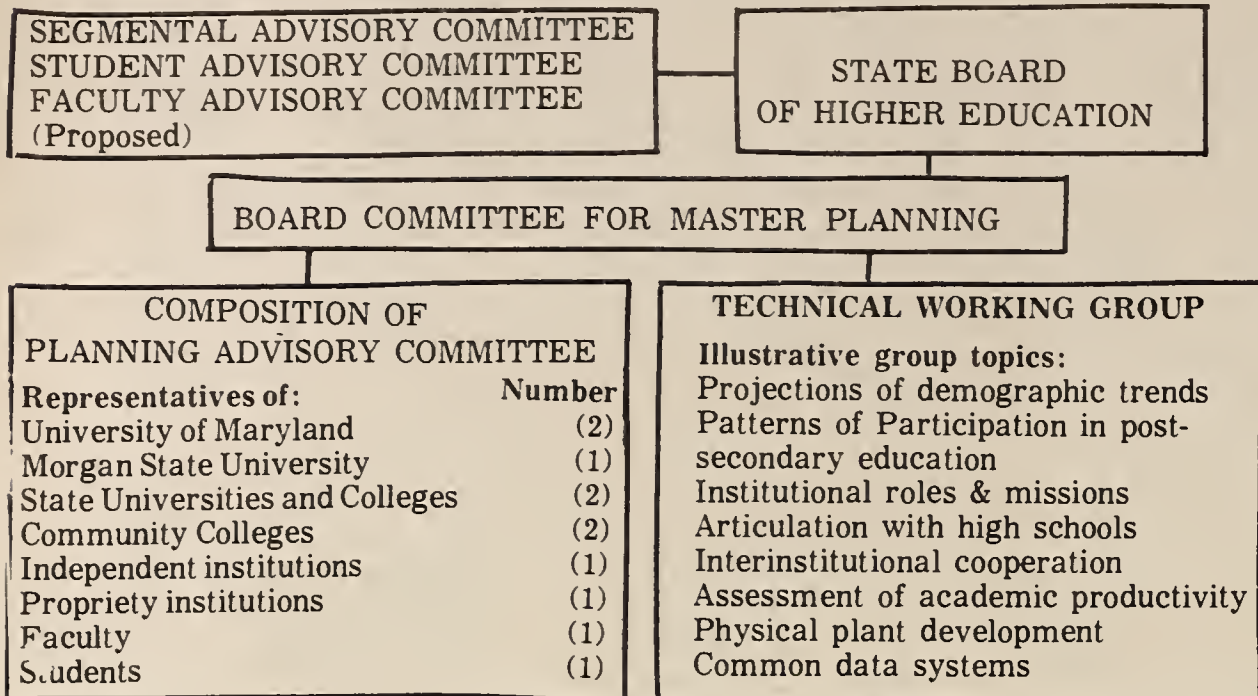 SEGMENTAL ADVISORY COMMITTEE
STUDENT ADVISORY COMMITTEE
FACULTY ADVISORY COMMITTEE
(Proposed)
STATE BOARD
OF HIGHER EDUCATION
BOARD COMMITTEE FOR MASTER PLANNING
COMPOSITION OF
PLANNING ADVISORY COMMITTEE
Representatives of: Number
University of Maryland (2)
Morgan State University (1)
State Universities and Colleges (2)
Community Colleges (2)
Independent institutions (1)
Propriety institutions (1)
Faculty (1)
Students (1)
TECHNICAL WORKING GROUP
Illustrative group topics:
Projections of demographic trends
Patterns of Participation in post-
secondary education
Institutional roles & missions
Articulation with high schools
Interinstitutional cooperation
Assessment of academic productivity
Physical plant development
Common data systems